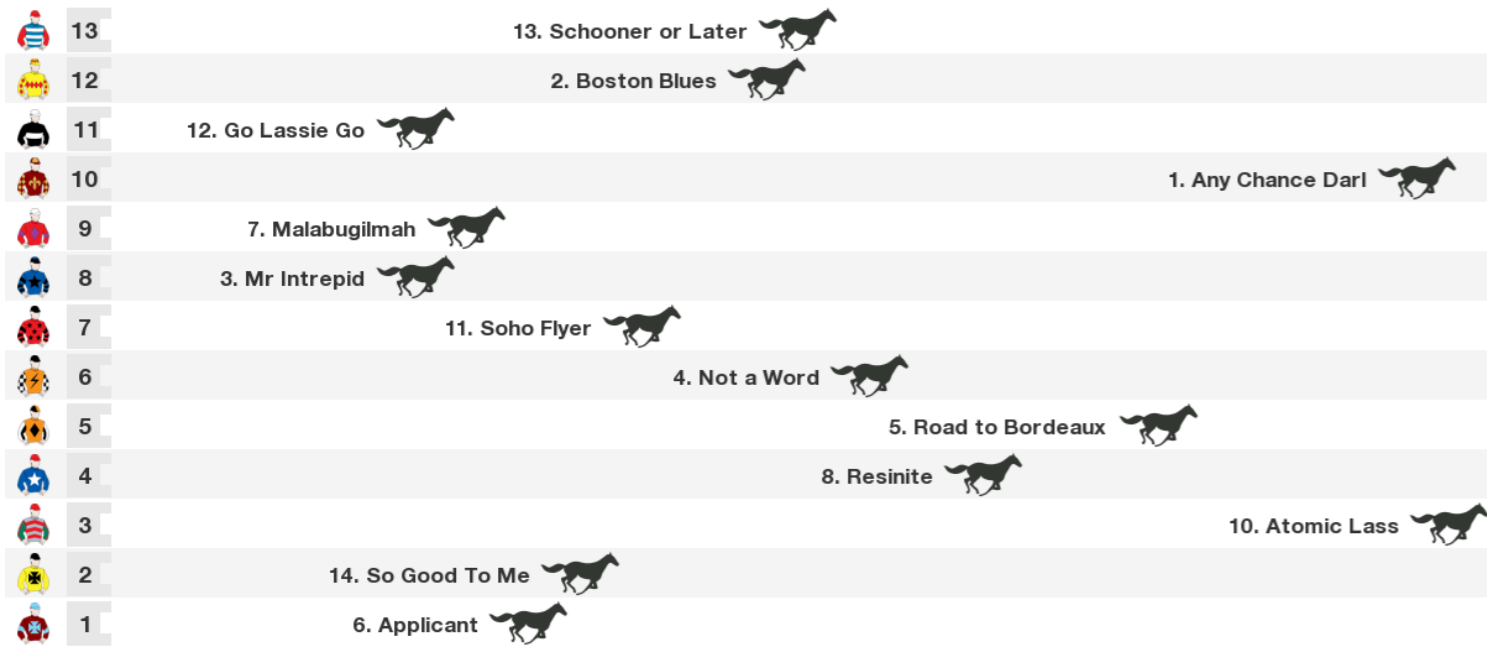 13 13. Schooner or Later
12 2. Boston Blues
11 12. Go Lassie Go
10 1. Any Chance Darl
9 7. Malabugilmah
8 3. Mr Intrepid
7 11. Soho Flyer
6 4. Not a Word
5 5. Road to Bordeaux
4 8. Resinite
3 10. Atomic Lass
2 14. So Good To Me
1 6. Applicant